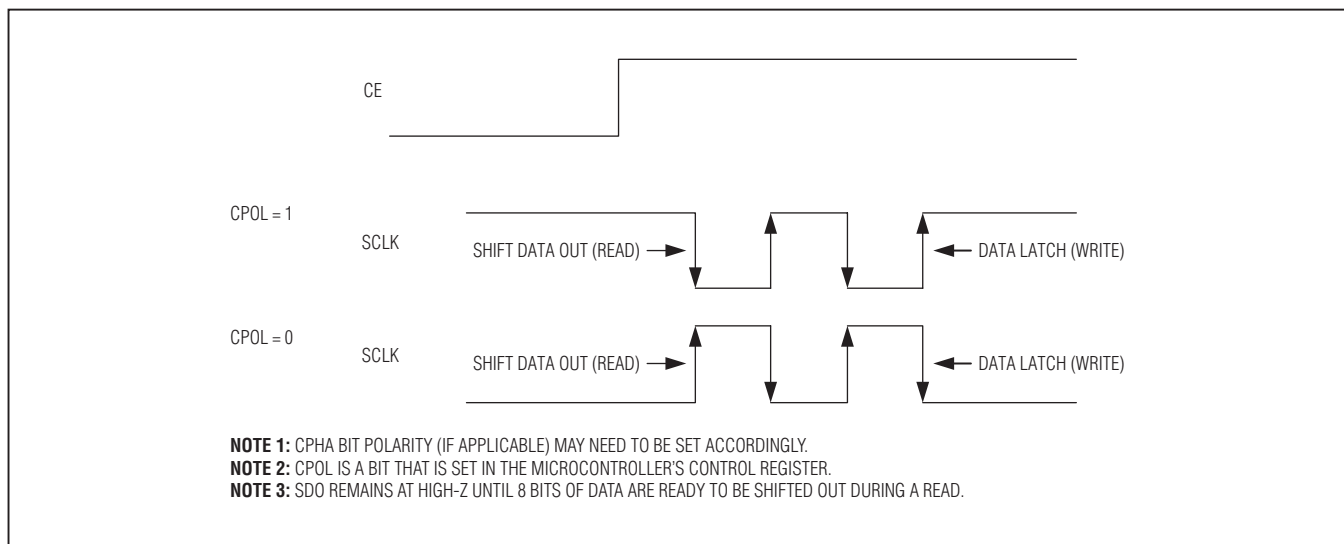 CE
CPOL = 1
SCLK
SHIFT DATA OUT (READ)
DATA LATCH (WRITE)
CPOL = 0
SCLK
SHIFT DATA OUT (READ)
DATA LATCH (WRITE)
NOTE 1: CPHA BIT POLARITY (IF APPLICABLE) MAY NEED TO BE SET ACCORDINGLY.
NOTE 2: CPOL IS A BIT THAT IS SET IN THE MICROCONTROLLER'S CONTROL REGISTER.
NOTE 3: SDO REMAINS AT HIGH-Z UNTIL 8 BITS OF DATA ARE READY TO BE SHIFTED OUT DURING A READ.